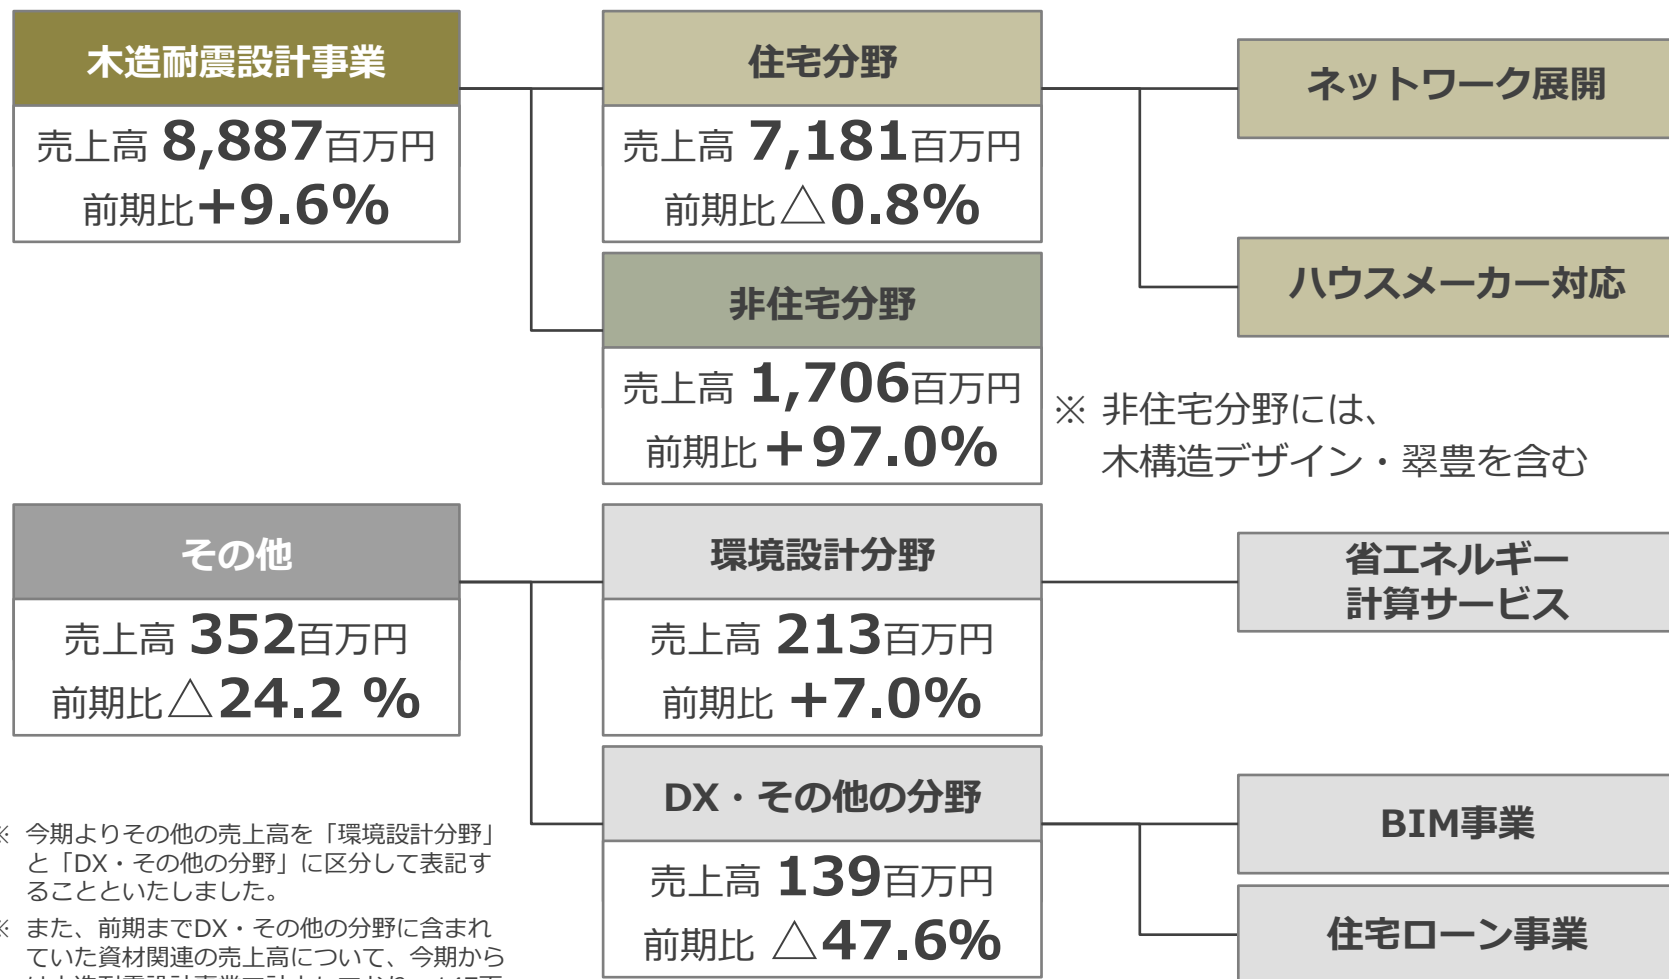 木造耐震設計事業
売上高 8,887百万円
前期比+9.6%
住宅分野
売上高 7,181百万円
前期比△0.8%
ネットワーク展開
ハウスメーカー対応
非住宅分野
売上高 1,706百万円
前期比+97.0%
※ 非住宅分野には、
木構造デザイン・翠豊を含む
その他
売上高 352百万円
前期比△24.2 %
環境設計分野
売上高 213百万円
前期比 +7.0%
省エネルギー
計算サービス
DX・その他の分野
売上高 139百万円
前期比 △47.6%
BIM事業
住宅ローン事業
※ 今期よりその他の売上高を「環境設計分野」
と「DX・その他の分野」に区分して表記す
ることといたしました。
※ また、前期までDX・その他の分野に含まれ
ていた資材関連の売上高について、今期から